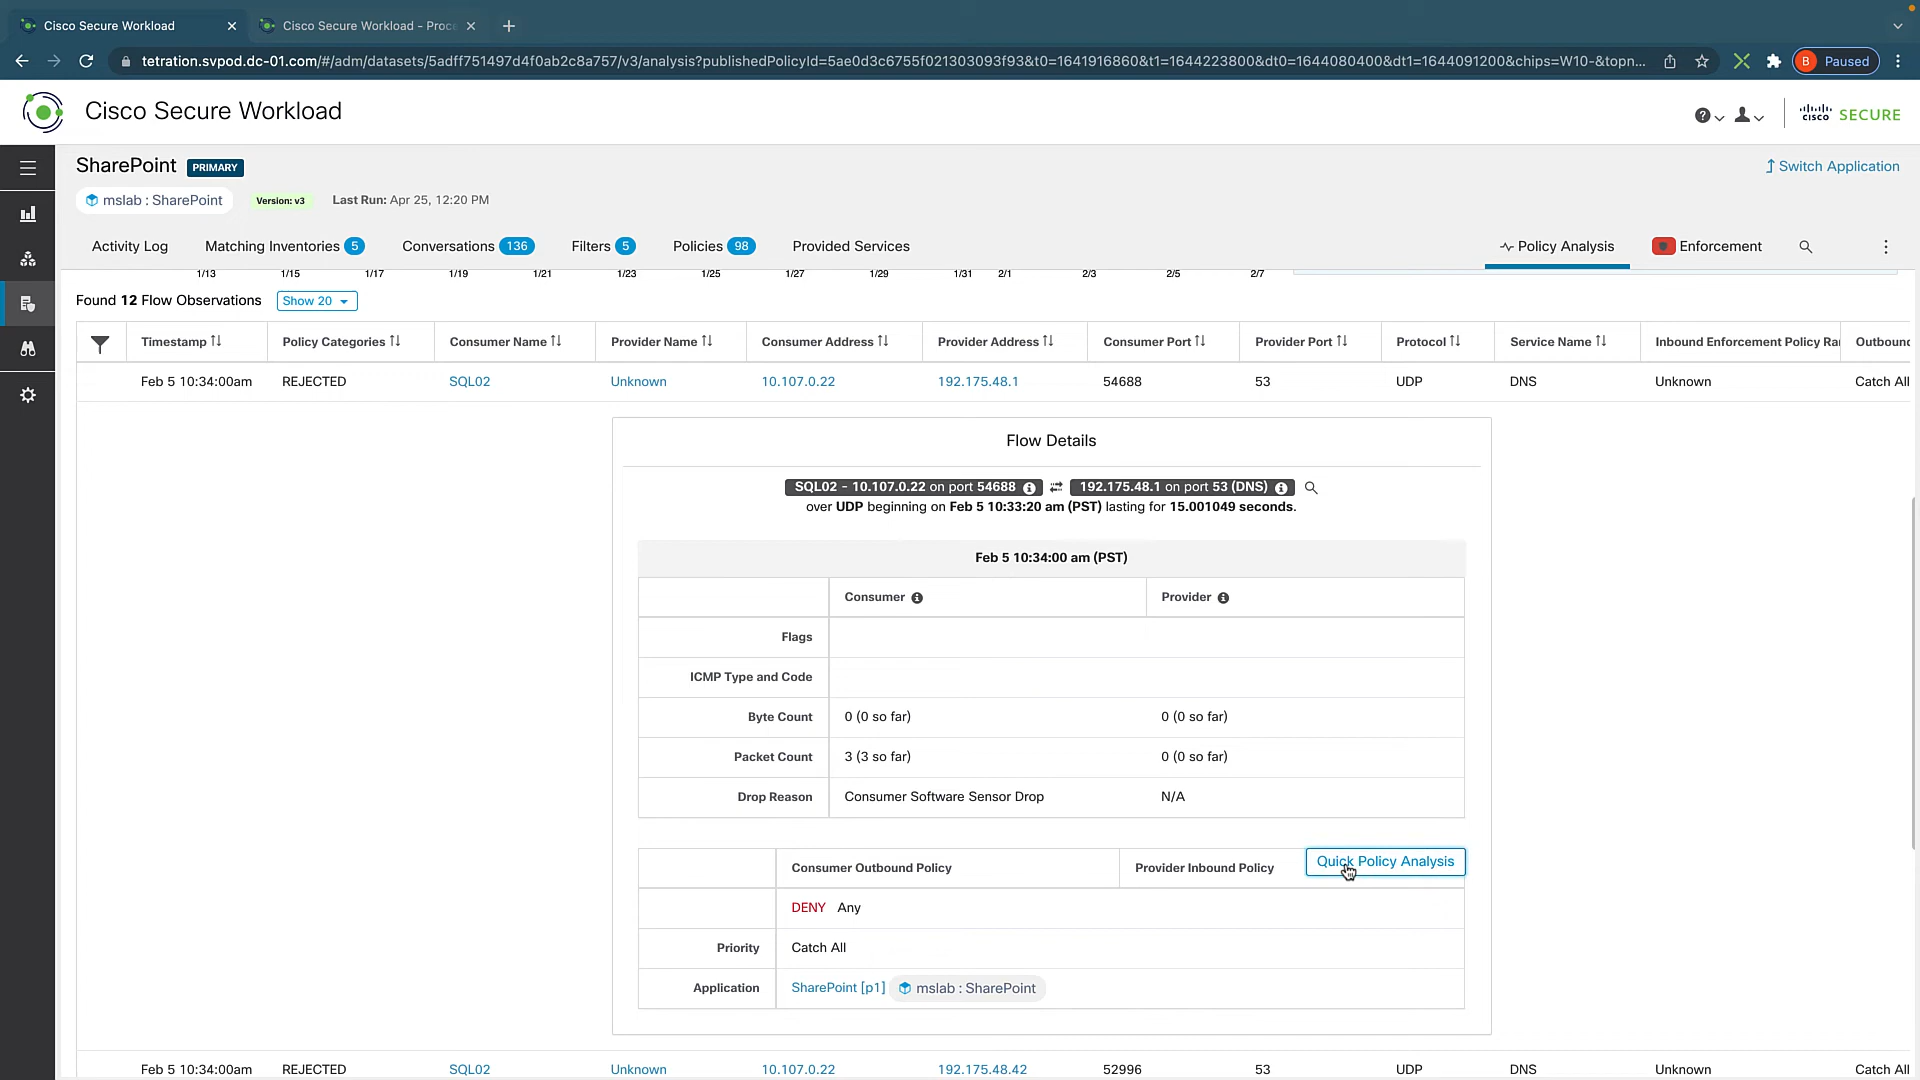 Cisco Secure Workload
Cisco Secure Workload - Proce
tetration.svpod.dc-01.com/#/adm/datasets/5adff751497d4f0ab2c8a757/v3/analysis?publishedPolicyId=5ae0d3c6755f021303093f93&t0=1641916860&t1=1644223800&dt0=1644080400&dt1=1644091200&chips=W10-&topn...
B Paused
Cisco Secure Workload
cisco SECURE
SharePoint PRIMARY
Switch Application
mslab : SharePoint Version: v3 Last Run: Apr 25, 12:20 PM
Activity Log Matching Inventories 5 Conversations 136 Filters 5 Policies 98 Provided Services Policy Analysis Enforcement
1/13 1/15 1/17 1/19 1/21 1/23 1/25 1/27 1/29 1/31 2/1 2/3 2/5 2/7
Found 12 Flow Observations Show 20
Timestamp Policy Categories Consumer Name Provider Name Consumer Address Provider Address Consumer Port Provider Port Protocol Service Name Inbound Enforcement Policy Ra Outbound
Feb 5 10:34:00am REJECTED SQL02 Unknown 10.107.0.22 192.175.48.1 54688 53 UDP DNS Unknown Catch All
Flow Details
SQL02 - 10.107.0.22 on port 54688 192.175.48.1 on port 53 (DNS)
over UDP beginning on Feb 5 10:33:20 am (PST) lasting for 15.001049 seconds.
Feb 5 10:34:00 am (PST)
Consumer Provider
Flags
ICMP Type and Code
Byte Count 0 (0 so far) 0 (0 so far)
Packet Count 3 (3 so far) 0 (0 so far)
Drop Reason Consumer Software Sensor Drop N/A
Consumer Outbound Policy Provider Inbound Policy Quick Policy Analysis
DENY Any
Priority Catch All
Application SharePoint [p1] mslab : SharePoint
Feb 5 10:34:00am REJECTED SQL02 Unknown 10.107.0.22 192.175.48.42 52996 53 UDP DNS Unknown Catch All